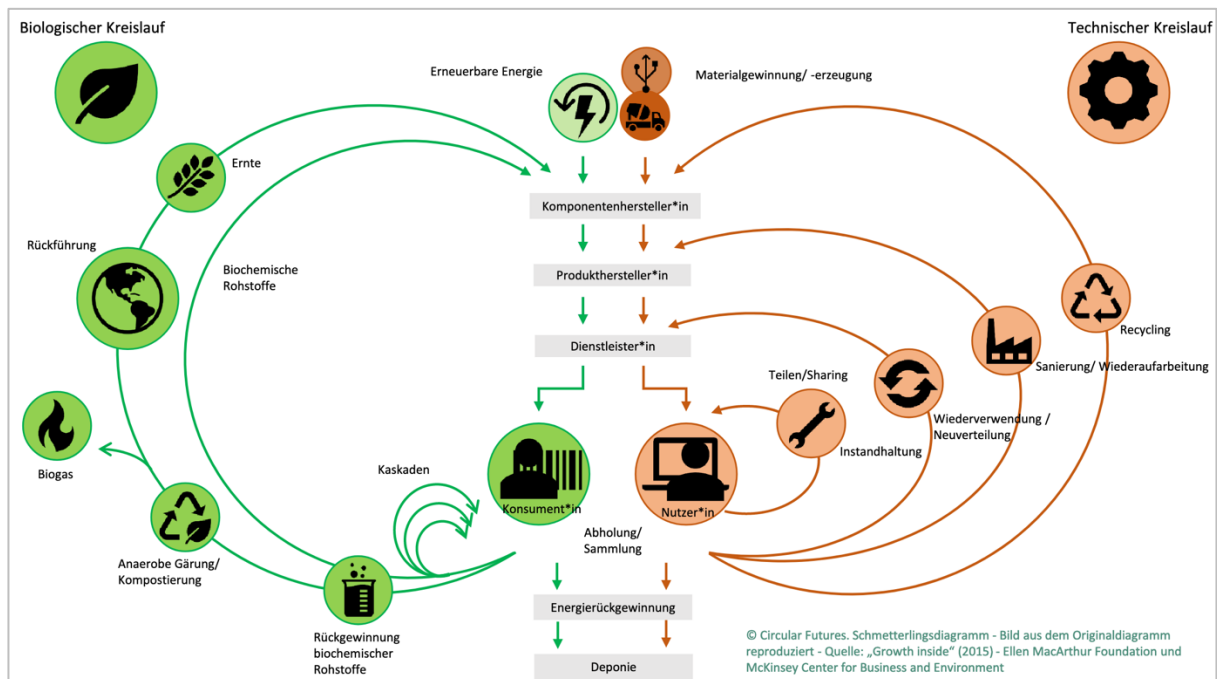 Biologischer Kreislauf
Technischer Kreislauf
Erneuerbare Energie
Materialgewinnung/ -erzeugung
Ernte
Komponentenhersteller*in
Rückführung
Biochemische
Rohstoffe
Produkthersteller*in
Recycling
Dienstleister*in
Sanierung/ Wiederaufarbeitung
Teilen/Sharing
Wiederverwendung /
Neuverteilung
Instandhaltung
Biogas
Kaskaden
Konsument*in
Nutzer*in
Abholung/
Sammlung
Anaerobe Gärung/
Kompostierung
Energierückgewinnung
Rückgewinnung
biochemischer
Rohstoffe
Deponie
© Circular Futures. Schmetterlingsdiagramm - Bild aus dem Originaldiagramm
reproduziert - Quelle: „Growth inside“ (2015) - Ellen MacArthur Foundation und
McKinsey Center for Business and Environment